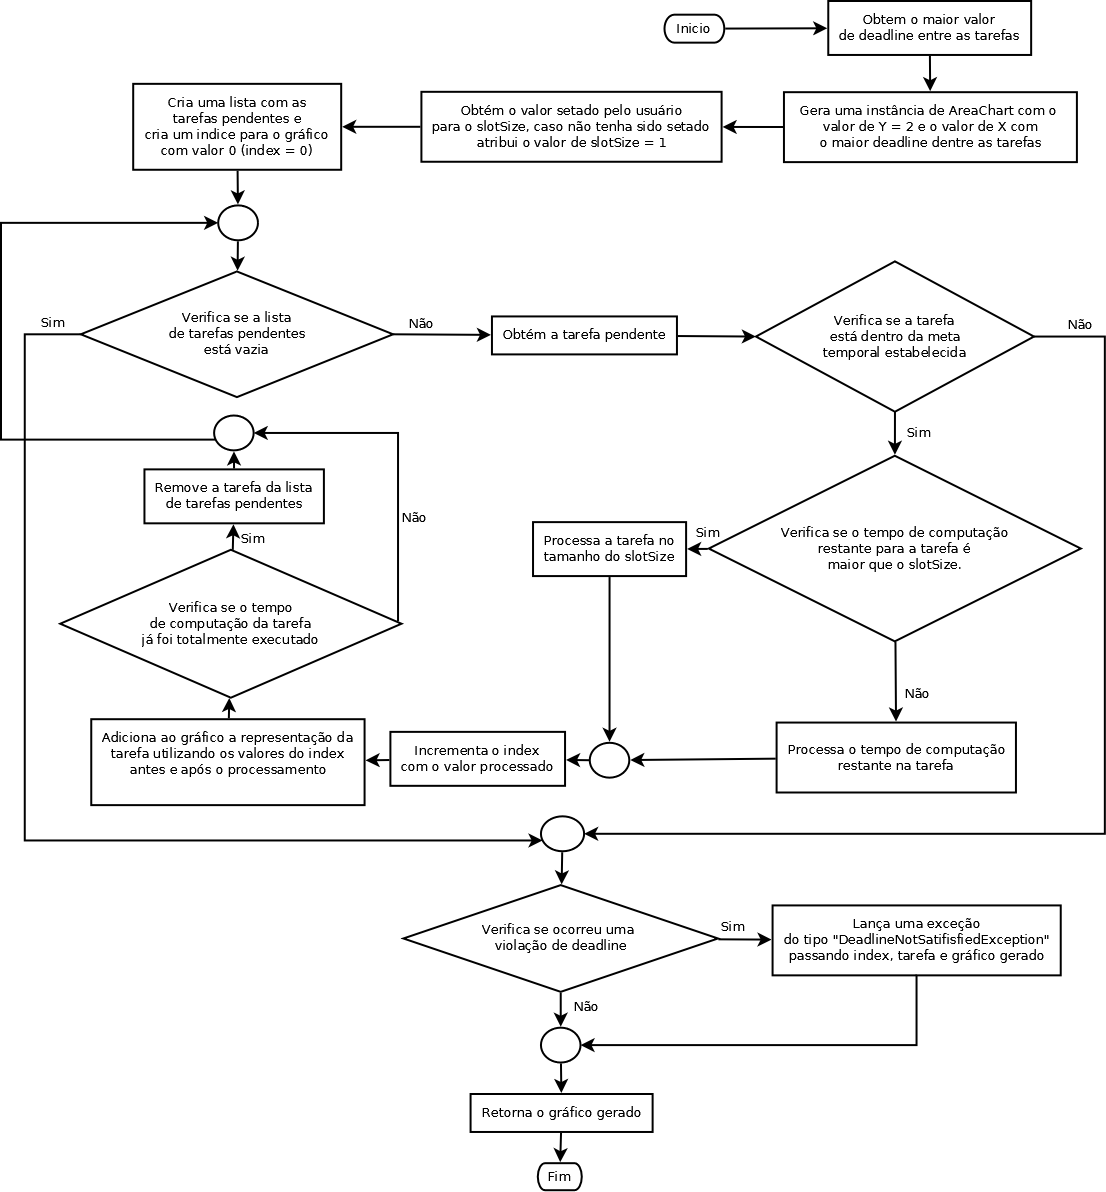 Inicio
Obtem o maior valor
de deadline entre as tarefas
Gera uma instância de AreaChart com o
valor de Y = 2 e o valor de X com
o maior deadline dentre as tarefas
Obtém o valor setado pelo usuário
para o slotSize, caso não tenha sido setado
atribui o valor de slotSize = 1
Cria uma lista com as
tarefas pendentes e
cria um indice para o gráfico
com valor 0 (index = 0)
Verifica se a lista
de tarefas pendentes
está vazia
Sim
Não
Obtém a tarefa pendente
Verifica se a tarefa
está dentro da meta
temporal estabelecida
Não
Sim
Verifica se o tempo de computação
restante para a tarefa é
maior que o slotSize.
Sim
Processa a tarefa no
tamanho do slotSize
Não
Processa o tempo de computação
restante na tarefa
Incrementa o index
com o valor processado
Adiciona ao gráfico a representação da
tarefa utilizando os valores do index
antes e após o processamento
Verifica se o tempo
de computação da tarefa
já foi totalmente executado
Sim
Não
Remove a tarefa da lista
de tarefas pendentes
Verifica se ocorreu uma
violação de deadline
Sim
Lança uma exceção
do tipo "DeadlineNotSatifisfiedException"
passando index, tarefa e gráfico gerado
Não
Retorna o gráfico gerado
Fim